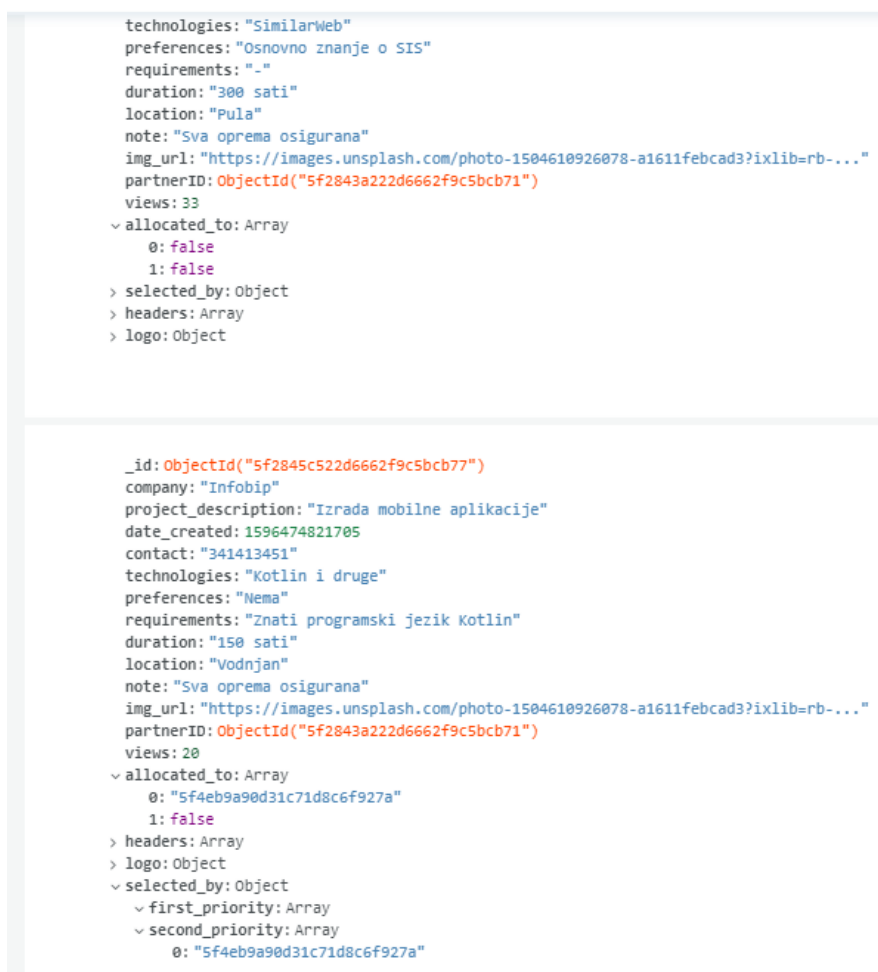 technologies: "SimilarWeb"
preferences: "Osnovno znanje o SIS"
requirements: "-"
duration: "300 sati"
location: "Pula"
note: "Sva oprema osigurana"
img_url: "https://images.unsplash.com/photo-1504610926078-a1611febcad3?ixlib=rb-..."
partnerID: ObjectId("5f2843a222d6662f9c5bcb71")
views: 33
allocated_to: Array
0: false
1: false
selected_by: Object
headers: Array
logo: Object
_id: ObjectId("5f2845c522d6662f9c5bcb77")
company: "Infobip"
project_description: "Izrada mobilne aplikacije"
date_created: 1596474821705
contact: "341413451"
technologies: "Kotlin i druge"
preferences: "Nema"
requirements: "Znati programski jezik Kotlin"
duration: "150 sati"
location: "Vodnjan"
note: "Sva oprema osigurana"
img_url: "https://images.unsplash.com/photo-1504610926078-a1611febcad3?ixlib=rb-..."
partnerID: ObjectId("5f2843a222d6662f9c5bcb71")
views: 20
allocated_to: Array
0: "5f4eb9a90d31c71d8c6f927a"
1: false
headers: Array
logo: Object
selected_by: Object
first_priority: Array
second_priority: Array
0: "5f4eb9a90d31c71d8c6f927a"